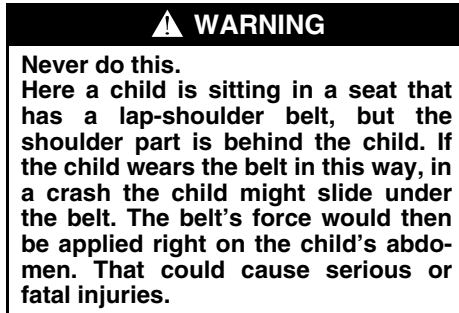 WARNING
Never do this.
Here a child is sitting in a seat that
has a lap-shoulder belt, but the
shoulder part is behind the child. If
the child wears the belt in this way, in
a crash the child might slide under
the belt. The belt's force would then
be applied right on the child's abdo-
men. That could cause serious or
fatal injuries.